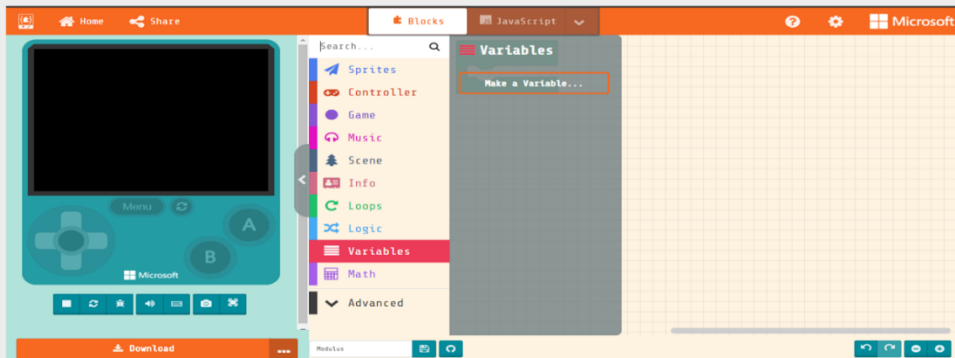 Home Share Blocks JavaScript Microsoft
Search...
Sprites
Controller
Game
Music
Scene
Info
Loops
Logic
Variables
Math
Advanced
Variables
Make a Variable...
Menu
A
B
Microsoft
Download ...
Modulus